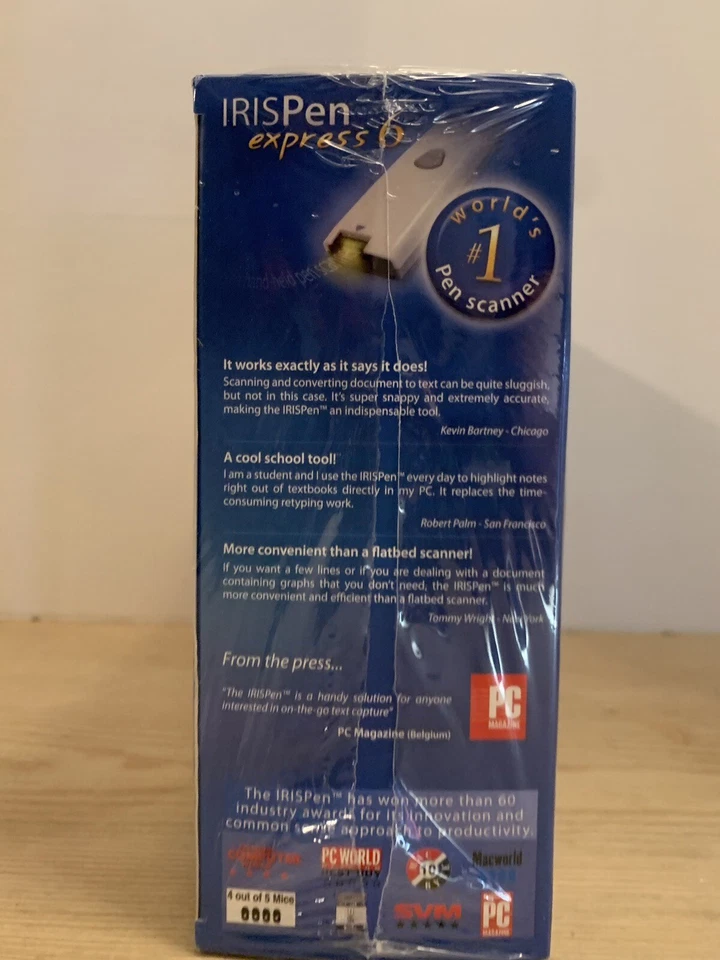 IRISPen
express 6
world's
#1
Pen scanner
It works exactly as it says it does!
Scanning and converting document to text can be quite sluggish,
but not in this case. It's super snappy and extremely accurate,
making the IRISPen™ an indispensable tool.
Kevin Bartney - Chicago
A cool school tool!
I am a student and I use the IRISPen™ every day to highlight notes
right out of textbooks directly in my PC. It replaces the time-
consuming retyping work.
Robert Palm - San Francisco
More convenient than a flatbed scanner!
If you want a few lines or if you are dealing with a document
containing graphs that you don't need, the IRISPen™ is much
more convenient and efficient than a flatbed scanner.
Tommy Wright - New York
From the press...
"The IRISPen™ is a handy solution for anyone
interested in on-the-go text capture"
PC Magazine (Belgium)
PC
MAGAZINE
The IRISPen™ has won more than 60
industry awards for its innovation and
common sense approach to productivity.
PC WORLD
BEST BUY
10
Macworld
4 out of 5 Mice
SVM
PC
MAGAZINE